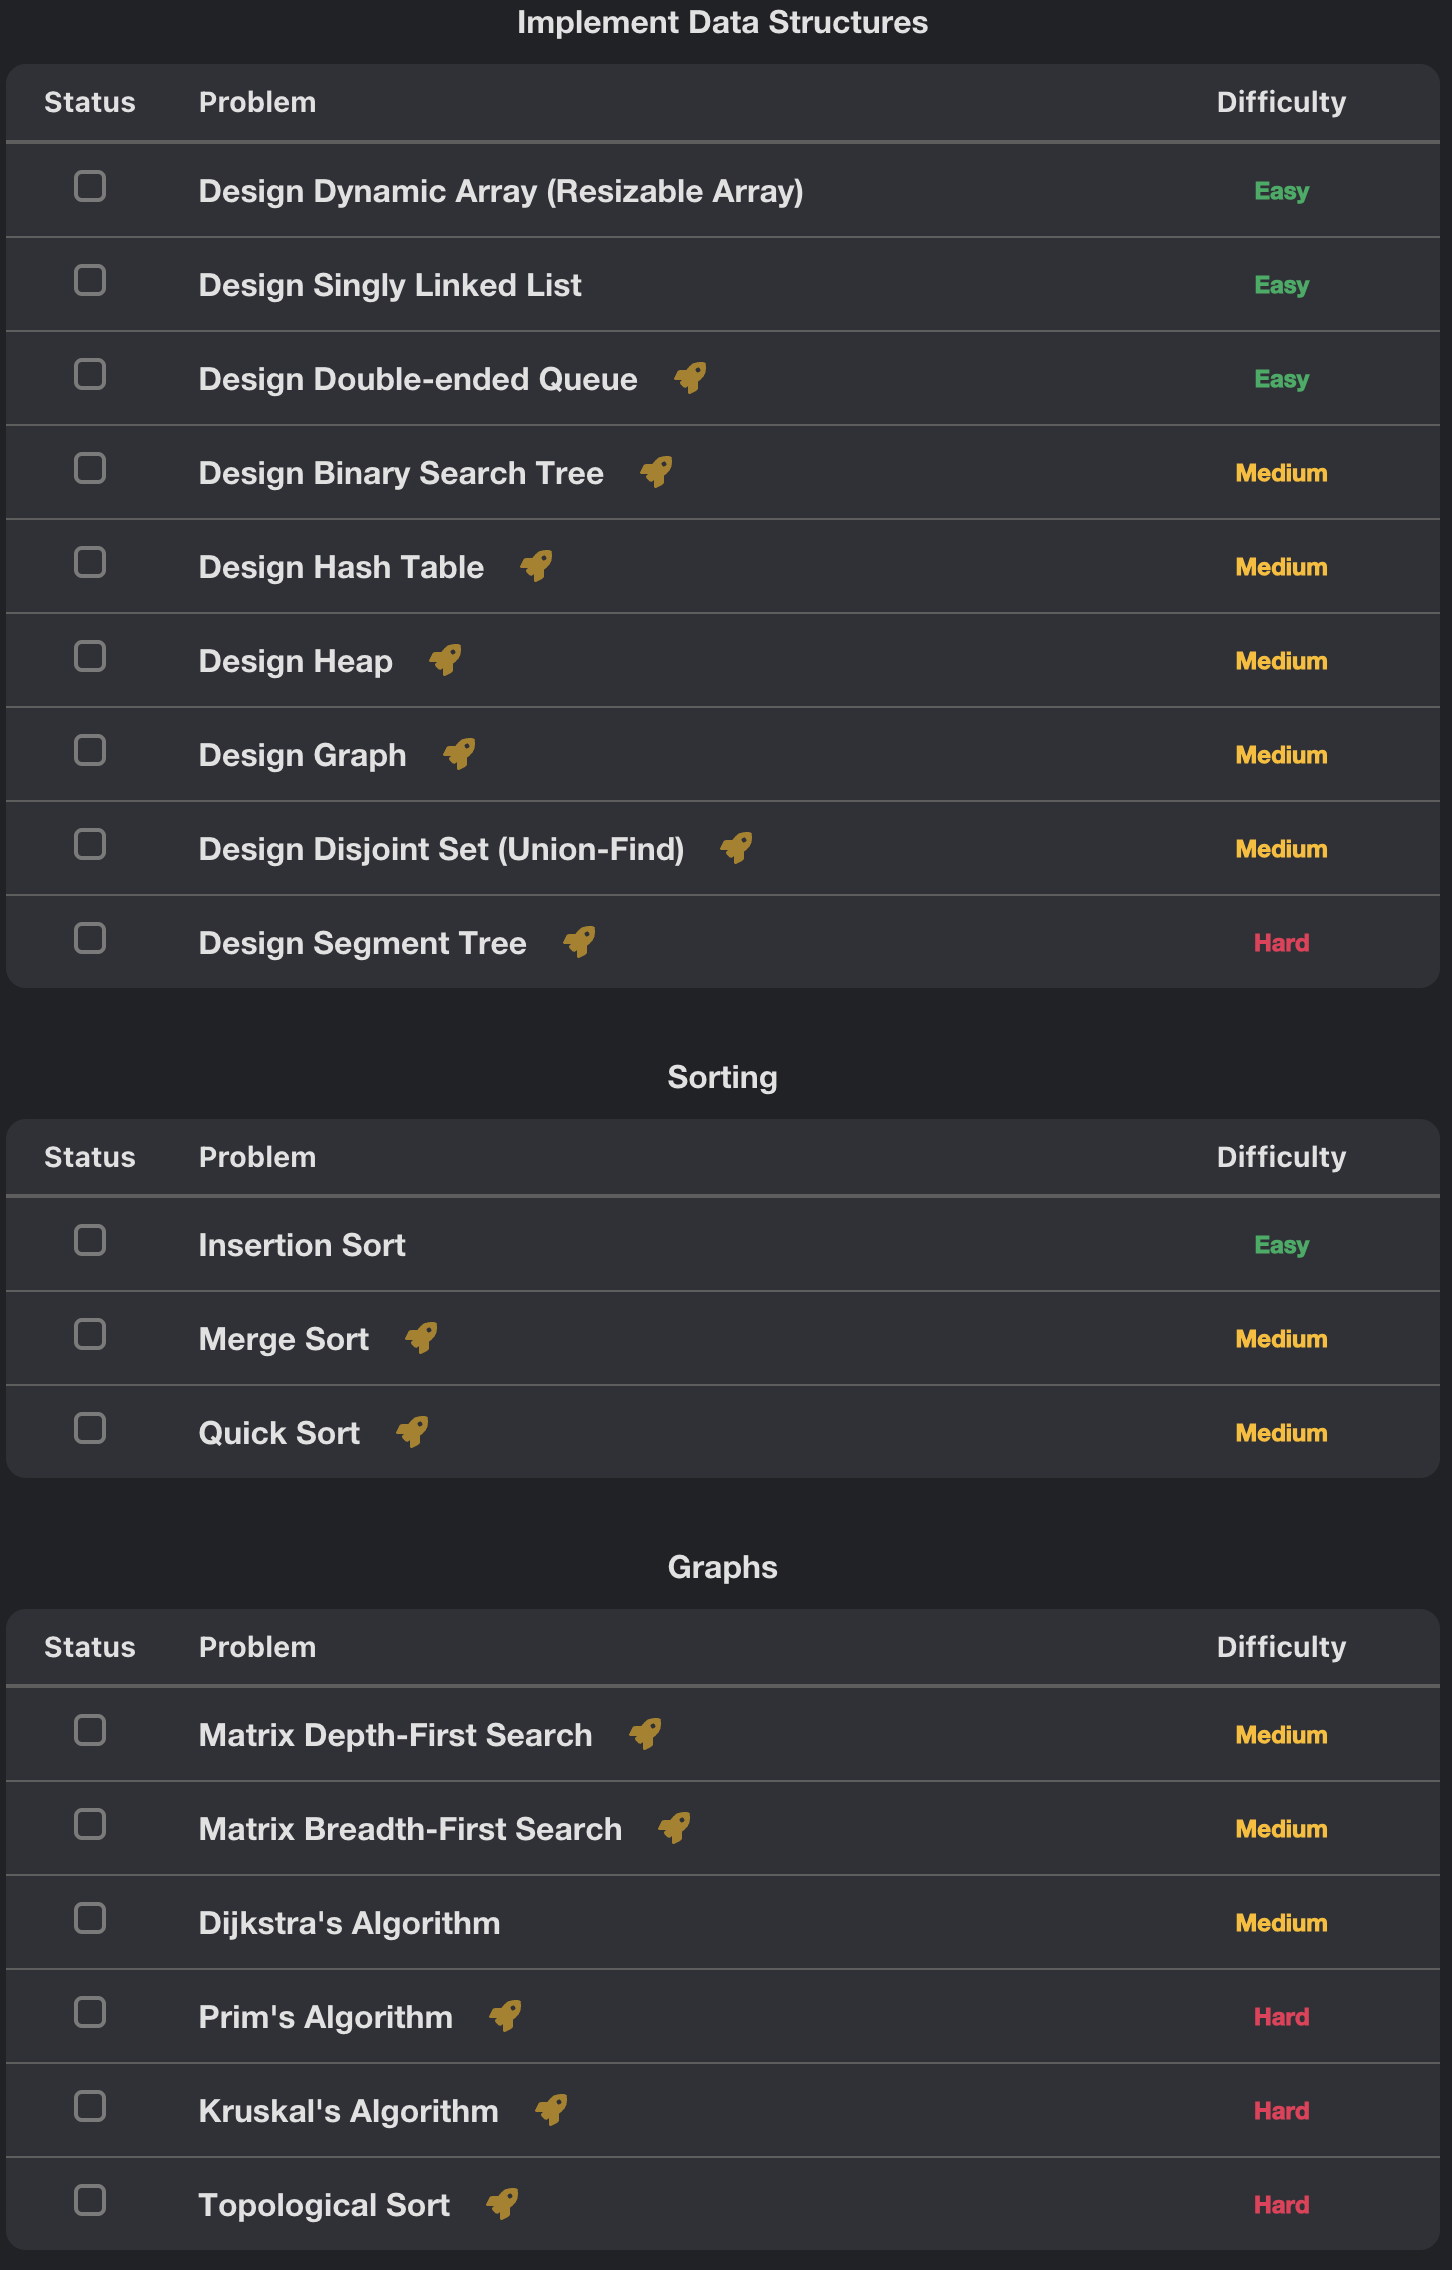 Implement Data Structures
Status Problem Difficulty
Design Dynamic Array (Resizable Array) Easy
Design Singly Linked List Easy
Design Double-ended Queue Easy
Design Binary Search Tree Medium
Design Hash Table Medium
Design Heap Medium
Design Graph Medium
Design Disjoint Set (Union-Find) Medium
Design Segment Tree Hard
Sorting
Status Problem Difficulty
Insertion Sort Easy
Merge Sort Medium
Quick Sort Medium
Graphs
Status Problem Difficulty
Matrix Depth-First Search Medium
Matrix Breadth-First Search Medium
Dijkstra's Algorithm Medium
Prim's Algorithm Hard
Kruskal's Algorithm Hard
Topological Sort Hard